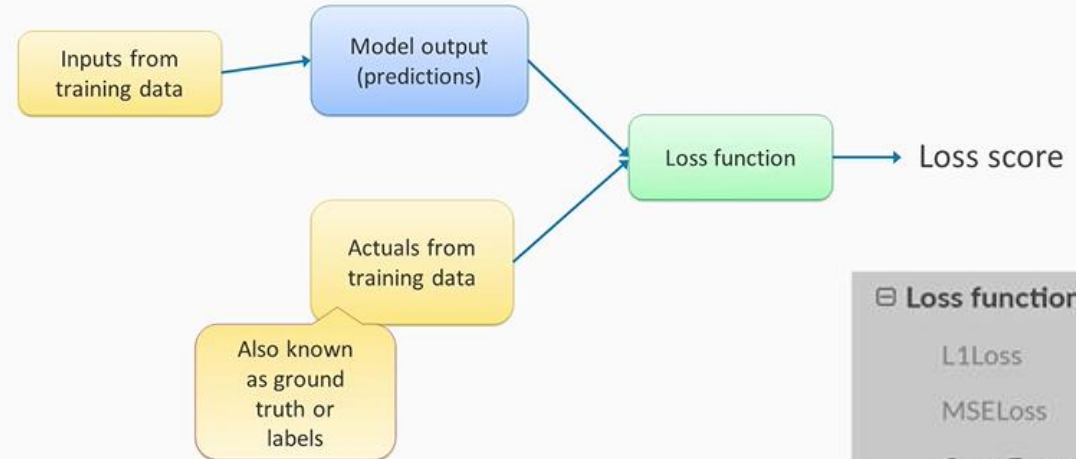 Inputs from
training data
Model output
(predictions)
Loss function
Loss score
Actuals from
training data
Also known
as ground
truth or
labels
Loss function
L1Loss
MSELoss